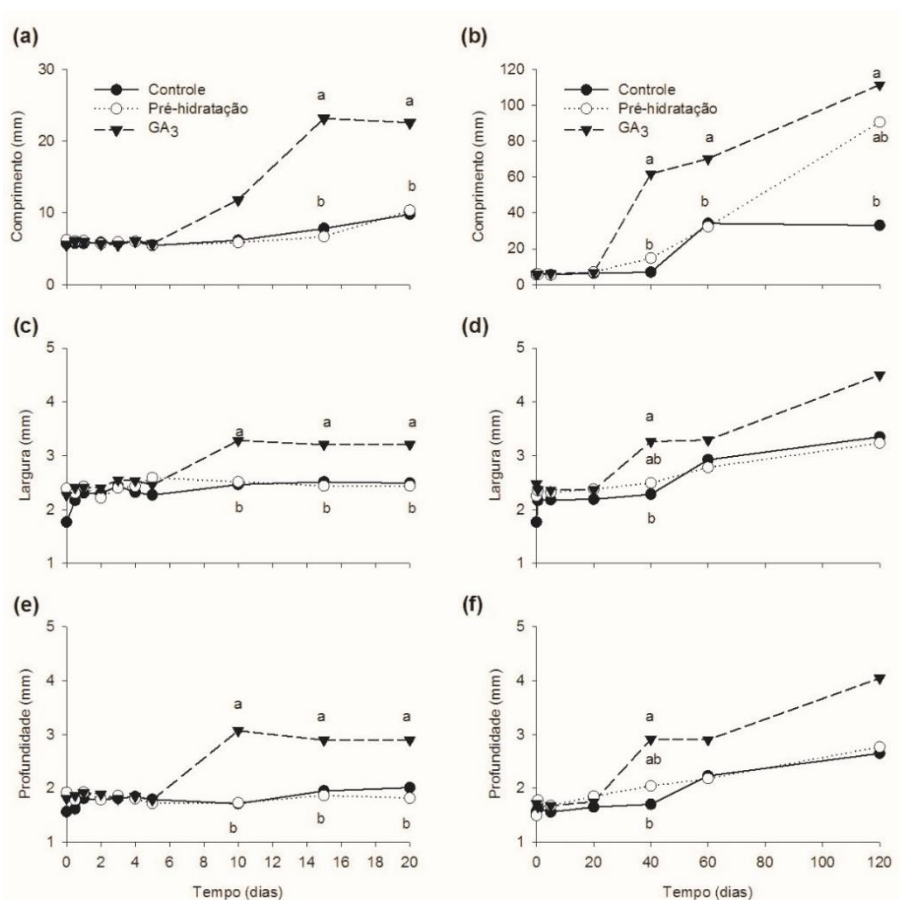 (a)
30
20
10
0
Comprimento (mm)
Controle
Pré-hidratação
GA3
a
a
b
b
(b)
120
100
80
60
40
20
0
Comprimento (mm)
Controle
Pré-hidratação
GA3
a
a
a
ab
b
b
b
(c)
5
4
3
2
1
Largura (mm)
a
a
a
b
b
b
(d)
5
4
3
2
1
Largura (mm)
a
ab
b
(e)
5
4
3
2
1
Profundidade (mm)
a
a
a
b
b
b
0 2 4 6 8 10 12 14 16 18 20
Tempo (dias)
(f)
5
4
3
2
1
Profundidade (mm)
a
ab
b
0 20 40 60 80 100 120
Tempo (dias)